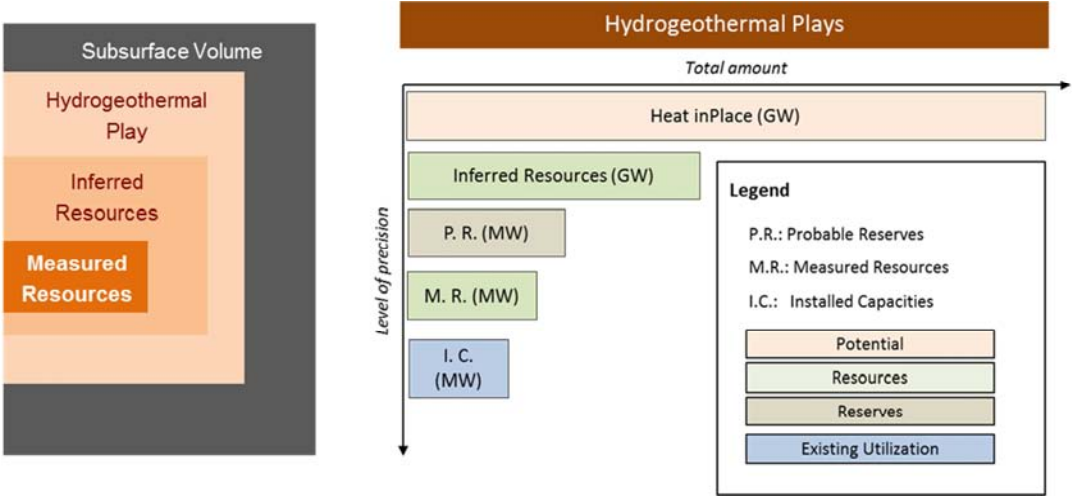 Subsurface Volume
Hydrogeothermal
Play
Inferred
Resources
Measured
Resources
Hydrogeothermal Plays
Total amount
Level of precision
Heat inPlace (GW)
Inferred Resources (GW)
P. R. (MW)
M. R. (MW)
I. C.
(MW)
Legend
P.R.: Probable Reserves
M.R.: Measured Resources
I.C.: Installed Capacities
Potential
Resources
Reserves
Existing Utilization